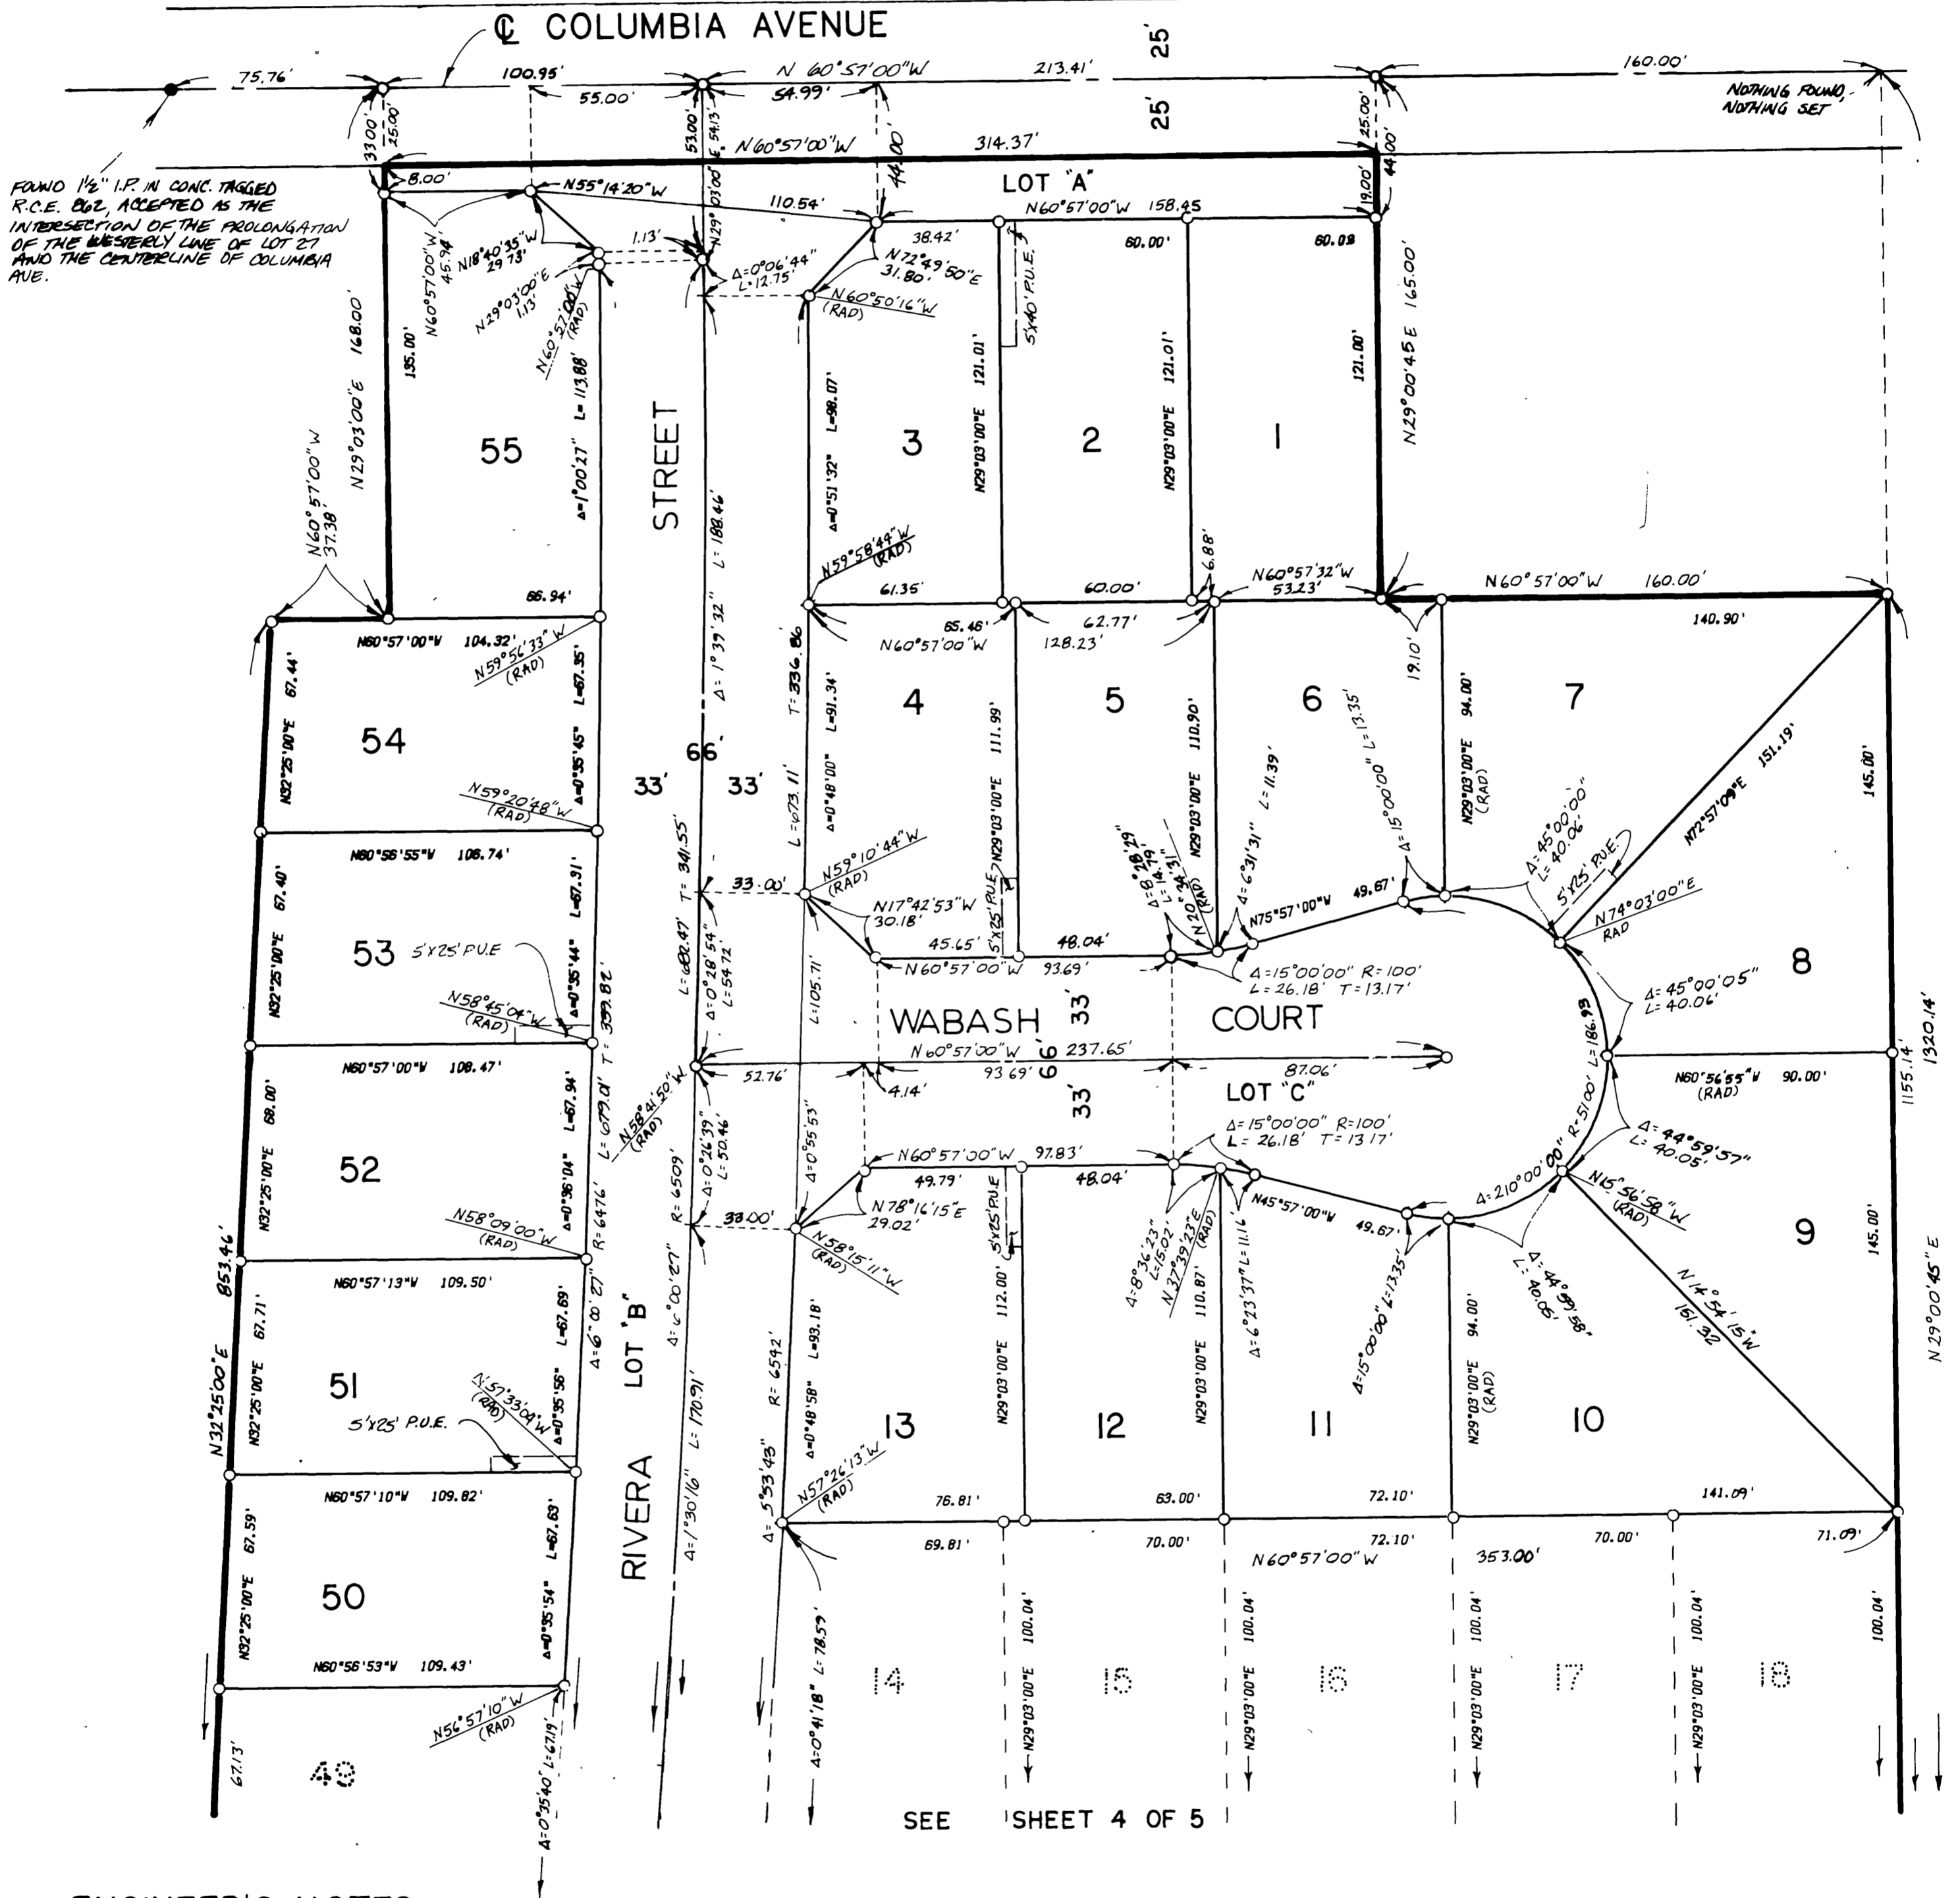 ℄ COLUMBIA AVENUE
75.76'
100.95'
55.00'
N 60°57'00"W
213.41'
54.99'
25'
25'
160.00'
NOTHING FOUND,
NOTHING SET
33.00'
25.00'
53.00'
N29°03'00"E 54.13'
44.00'
25.00'
44.00'
19.00'
N60°57'00"W 314.37'
LOT "A"
FOUND 1½" I.P. IN CONC. TAGGED
R.C.E. 862, ACCEPTED AS THE
INTERSECTION OF THE PROLONGATION
OF THE WESTERLY LINE OF LOT 27
AND THE CENTERLINE OF COLUMBIA
AVE.
8.00'
N55°14'20"W
110.54'
N60°57'00"W 158.45
38.42'
60.00'
60.03
N60°57'00"W
45.94
N18°40'35"W
29.73'
N29°03'00"E
1.13'
N60°57'00"W
(RAD)
1.13'
Δ=0°06'44"
L=12.75'
N72°49'50"E
31.80'
N60°50'16"W
(RAD)
5'X40' P.U.E.
N29°03'00"E 168.00'
135.00'
55
Δ=1°00'27" L=113.88'
STREET
Δ=1°39'32" L=188.46'
Δ=0°51'32" L=98.07'
3
N29°03'00"E 121.01'
2
N29°03'00"E 121.01'
1
121.00'
N29°00'45"E 165.00'
N60°57'00"W
37.38'
66.94'
N59°58'44"W
(RAD)
61.35'
60.00'
6.88'
N60°57'32"W
53.23'
N60°57'00"W 160.00'
140.90'
N60°57'00"W 104.32'
N59°56'33"W
(RAD)
65.46'
62.77'
N60°57'00"W 128.23'
19.10'
N32°25'00"E 67.44'
54
Δ=0°35'45" L=67.35'
N59°20'48"W
(RAD)
66'
33'
33'
T=336.86'
L=673.11'
Δ=0°48'00" L=91.34'
4
N29°03'00"E 111.99'
5
N29°03'00"E 110.90'
6
Δ=6°31'31" L=11.39'
Δ=15°00'00" L=13.35'
N29°03'00"E 94.00'
(RAD)
7
N72°57'09"E 151.19'
145.00'
Δ=45°00'00"
L=40.06'
5'X25' P.U.E.
N74°03'00"E
RAD
N60°56'55"W 106.74'
N32°25'00"E 67.40'
53
5'X25' P.U.E
Δ=0°35'44" L=67.31'
N58°45'04"W
(RAD)
L=682.47' T=341.55'
Δ=0°28'54"
L=54.72'
33.00'
N59°10'44"W
(RAD)
N17°42'53"W
30.18'
5'X25' P.U.E.
45.65'
48.04'
N60°57'00"W 93.69'
Δ=8°28'29"
L=14.79'
N20°34'31"
(RAD)
N75°57'00"W 49.67'
Δ=15°00'00" R=100'
L=26.18' T=13.17'
8
Δ=45°00'05"
L=40.06'
L=105.71'
WABASH COURT
33'
66'
33'
N60°57'00"W 237.65'
52.76'
4.14'
93.69'
87.06'
LOT "C"
Δ=210°00'00" R=51.00' L=186.93
N60°56'55"W 90.00'
(RAD)
1155.14'
1320.14'
N60°57'00"W 108.47'
N32°25'00"E 68.00'
52
Δ=0°36'04" L=67.94'
R=6476' L=679.01' T=339.82'
N58°41'50"W
(RAD)
N58°09'00"W
(RAD)
Δ=0°26'39"
L=50.46'
R=6509'
33.00'
Δ=0°55'53"
Δ=15°00'00" R=100'
L=26.18' T=13.17'
N60°57'00"W 97.83'
49.79'
48.04'
N78°16'15"E
29.02'
N58°15'11"W
(RAD)
5'X25' P.U.E
Δ=8°36'23"
L=15.02'
N37°39'23"E
(RAD)
N45°57'00"W 49.67'
Δ=44°59'57"
L=40.05'
N15°56'58"W
(RAD)
Δ=44°59'58"
L=40.05'
9
145.00'
N29°00'45"E
N32°25'00"E 853.46'
N60°57'13"W 109.50'
N32°25'00"E 67.71'
51
5'X25' P.U.E.
Δ=0°35'56" L=67.69'
N57°33'04"W
(RAD)
Δ=6°00'27"
RIVERA LOT "B"
Δ=6°00'27"
Δ=1°30'16" L=170.91'
Δ=5°53'43" R=6542'
Δ=0°48'58" L=93.18'
13
N57°26'13"W
(RAD)
N29°03'00"E 112.00'
12
N29°03'00"E 110.87'
Δ=6°23'37" L=11.16'
11
Δ=15°00'00" L=13.35'
N29°03'00"E 94.00'
(RAD)
10
N14°54'15"W
151.32
N60°57'10"W 109.82'
76.81'
63.00'
72.10'
141.09'
69.81'
70.00'
72.10'
70.00'
71.09'
N60°57'00"W 353.00'
N32°25'00"E 67.59'
50
Δ=0°35'54" L=67.63'
N60°56'53"W 109.43'
N56°57'10"W
(RAD)
67.13'
49
Δ=0°35'40" L=67.19'
Δ=0°41'18" L=78.59'
14
N29°03'00"E 100.04'
15
N29°03'00"E 100.04'
16
N29°03'00"E 100.04'
17
N29°03'00"E 100.04'
18
100.04'
SEE SHEET 4 OF 5